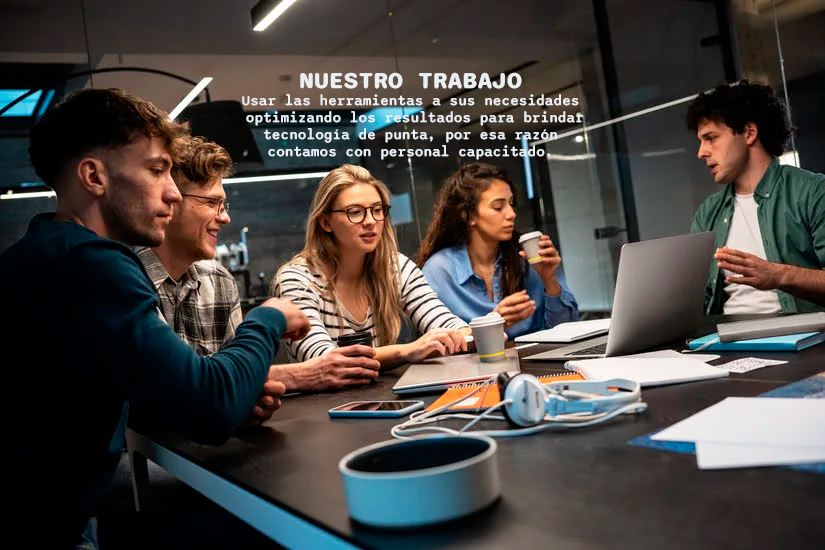 NUESTRO TRABAJO
Usar las herramientas a sus necesidades
optimizando los resultados para brindar
tecnología de punta, por esa razón
contamos con personal capacitado.